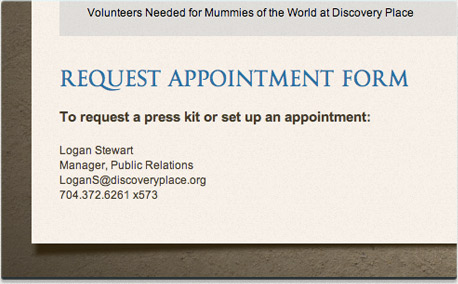 Volunteers Needed for Mummies of the World at Discovery Place
REQUEST APPOINTMENT FORM
To request a press kit or set up an appointment:
Logan Stewart
Manager, Public Relations
LoganS@discoveryplace.org
704.372.6261 x573